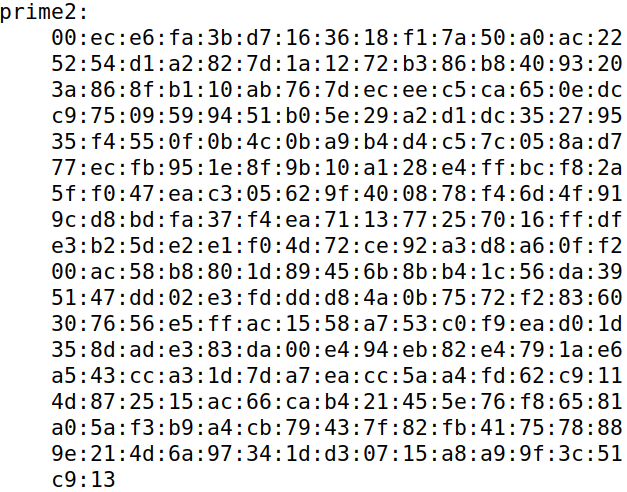 prime2:
00:ec:e6:fa:3b:d7:16:36:18:f1:7a:50:a0:ac:22
52:54:d1:a2:82:7d:1a:12:72:b3:86:b8:40:93:20
3a:86:8f:b1:10:ab:76:7d:ec:ee:c5:ca:65:0e:dc
c9:75:09:59:94:51:b0:5e:29:a2:d1:dc:35:27:95
35:f4:55:0f:0b:4c:0b:a9:b4:d4:c5:7c:05:8a:d7
77:ec:fb:95:1e:8f:9b:10:a1:28:e4:ff:bc:f8:2a
5f:f0:47:ea:c3:05:62:9f:40:08:78:f4:6d:4f:91
9c:d8:bd:fa:37:f4:ea:71:13:77:25:70:16:ff:df
e3:b2:5d:e2:e1:f0:4d:72:ce:92:a3:d8:a6:0f:f2
00:ac:58:b8:80:1d:89:45:6b:8b:b4:1c:56:da:39
51:47:dd:02:e3:fd:dd:d8:4a:0b:75:72:f2:83:60
30:76:56:e5:ff:ac:15:58:a7:53:c0:f9:ea:d0:1d
35:8d:ad:e3:83:da:00:e4:94:eb:82:e4:79:1a:e6
a5:43:cc:a3:1d:7d:a7:ea:cc:5a:a4:fd:62:c9:11
4d:87:25:15:ac:66:ca:b4:21:45:5e:76:f8:65:81
a0:5a:f3:b9:a4:cb:79:43:7f:82:fb:41:75:78:88
9e:21:4d:6a:97:34:1d:d3:07:15:a8:a9:9f:3c:51
c9:13